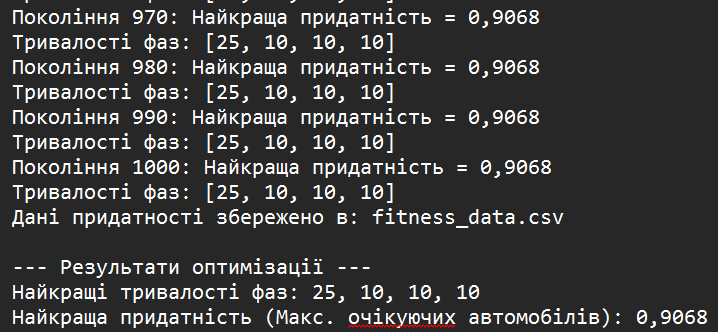 Покоління 970: Найкраща придатність = 0,9068
Тривалості фаз: [25, 10, 10, 10]
Покоління 980: Найкраща придатність = 0,9068
Тривалості фаз: [25, 10, 10, 10]
Покоління 990: Найкраща придатність = 0,9068
Тривалості фаз: [25, 10, 10, 10]
Покоління 1000: Найкраща придатність = 0,9068
Тривалості фаз: [25, 10, 10, 10]
Дані придатності збережено в: fitness_data.csv
--- Результати оптимізації ---
Найкращі тривалості фаз: 25, 10, 10, 10
Найкраща придатність (Макс. очікуючих автомобілів): 0,9068